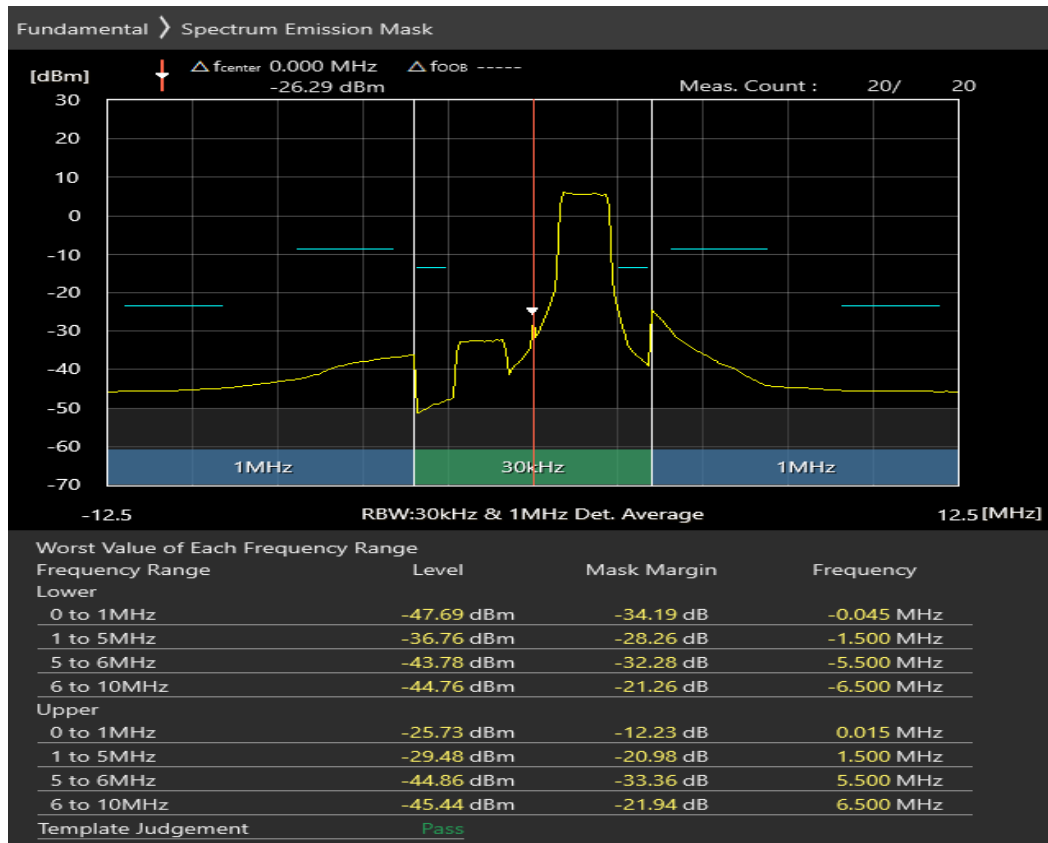 Fundamental ❯ Spectrum Emission Mask
[dBm] △ fcenter 0.000 MHz △ fOOB -----
-26.29 dBm Meas. Count : 20/ 20
30
20
10
0
-10
-20
-30
-40
-50
-60
-70
1MHz 30kHz 1MHz
-12.5 RBW:30kHz & 1MHz Det. Average 12.5 [MHz]
Worst Value of Each Frequency Range
Frequency Range Level Mask Margin Frequency
Lower
0 to 1MHz -47.69 dBm -34.19 dB -0.045 MHz
1 to 5MHz -36.76 dBm -28.26 dB -1.500 MHz
5 to 6MHz -43.78 dBm -32.28 dB -5.500 MHz
6 to 10MHz -44.76 dBm -21.26 dB -6.500 MHz
Upper
0 to 1MHz -25.73 dBm -12.23 dB 0.015 MHz
1 to 5MHz -29.48 dBm -20.98 dB 1.500 MHz
5 to 6MHz -44.86 dBm -33.36 dB 5.500 MHz
6 to 10MHz -45.44 dBm -21.94 dB 6.500 MHz
Template Judgement Pass